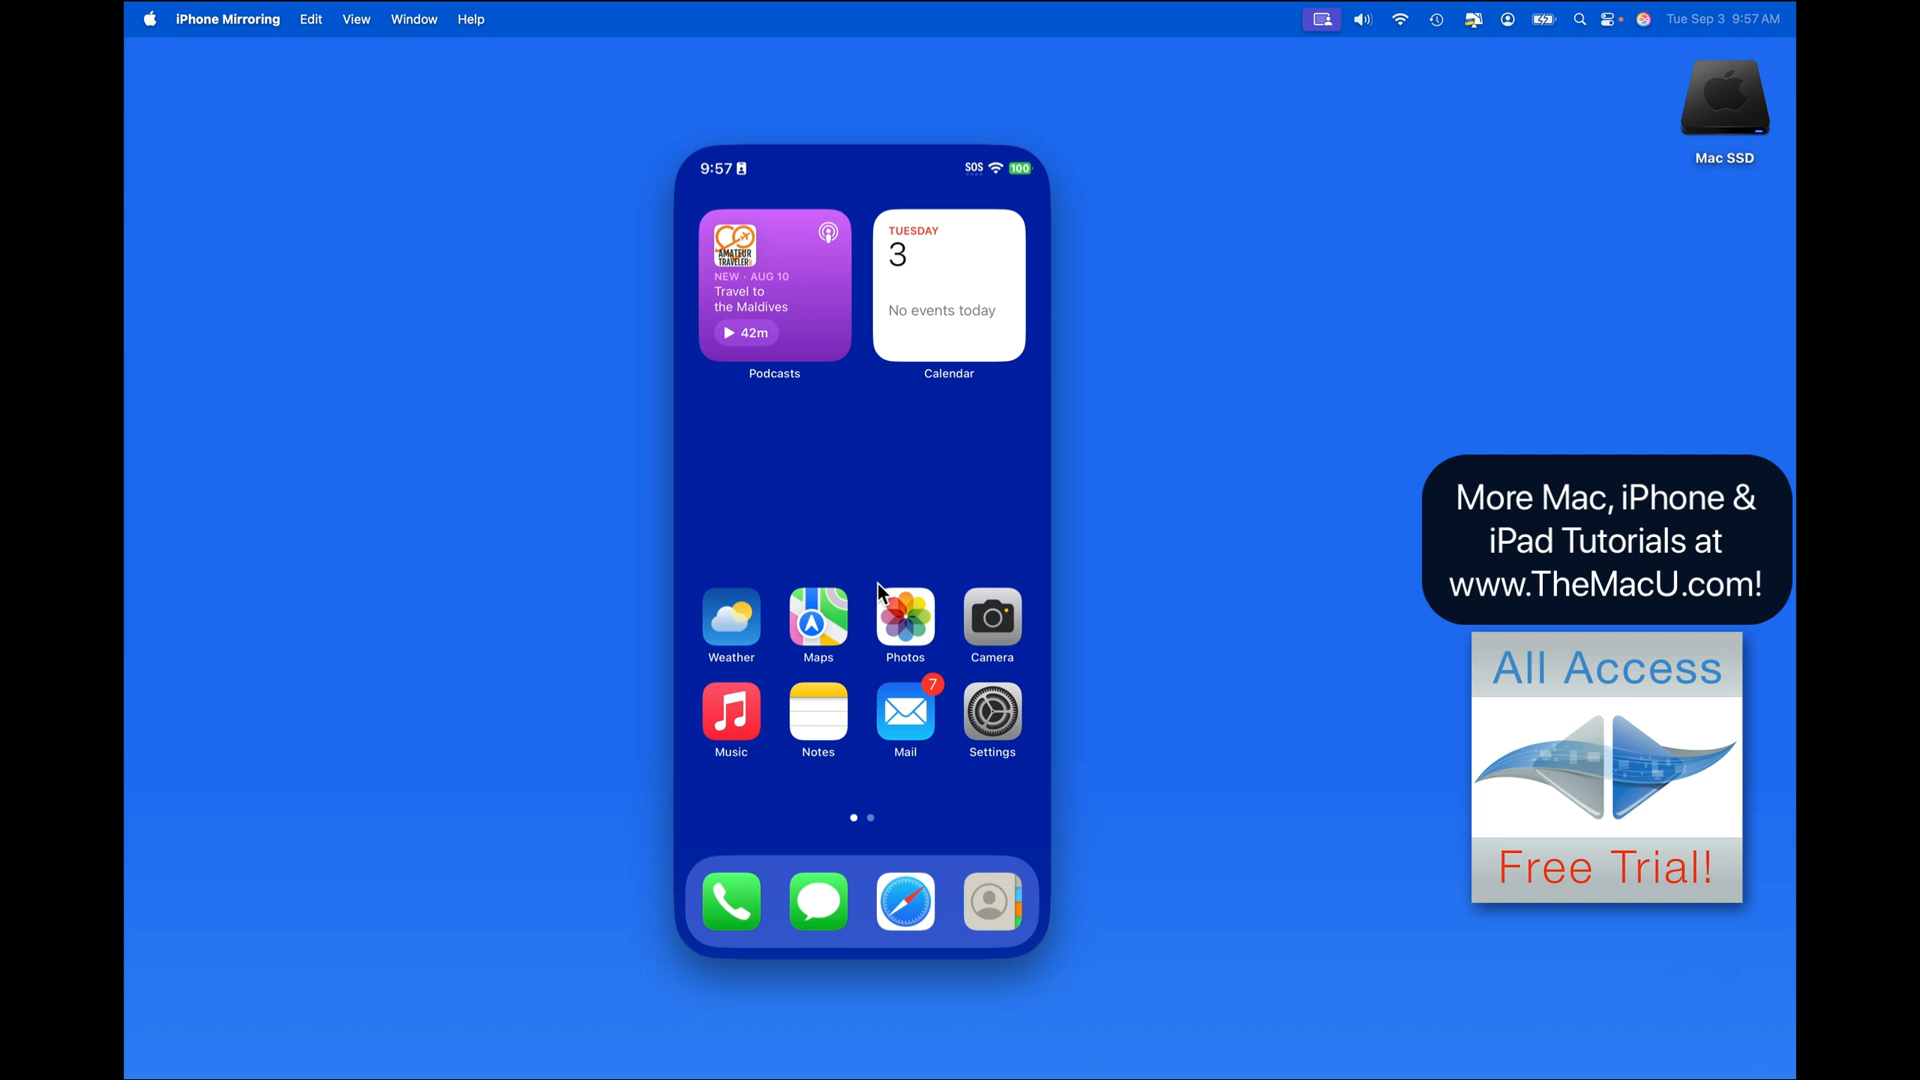 iPhone Mirroring Edit View Window Help
Tue Sep 3 9:57 AM
Mac SSD
9:57
SOS 100
AMATEUR
TRAVELER
NEW · AUG 10
Travel to
the Maldives
42m
Podcasts
TUESDAY
3
No events today
Calendar
Weather Maps Photos Camera
7
Music Notes Mail Settings
More Mac, iPhone &
iPad Tutorials at
www.TheMacU.com!
All Access
Free Trial!